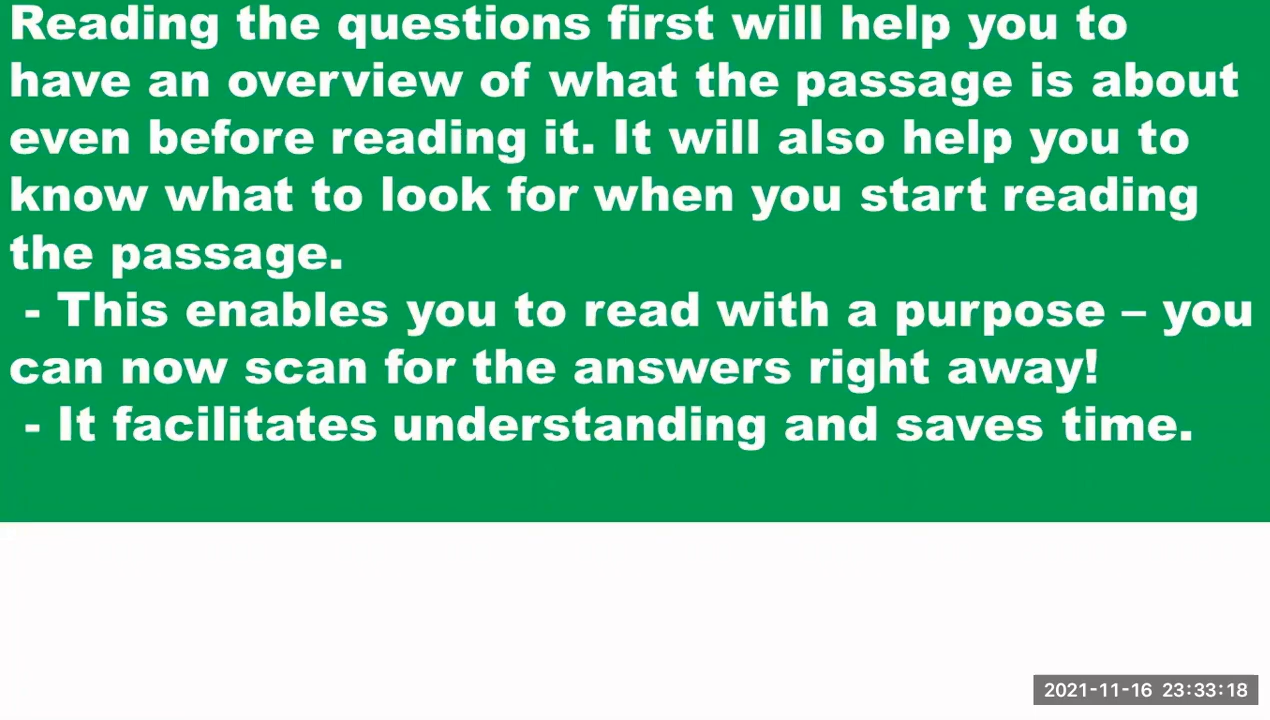 Reading the questions first will help you to
have an overview of what the passage is about
even before reading it. It will also help you to
know what to look for when you start reading
the passage.
- This enables you to read with a purpose – you
can now scan for the answers right away!
- It facilitates understanding and saves time.
2021-11-16 23:33:18